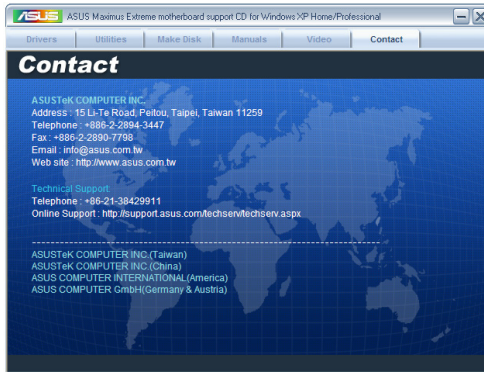 ASUS ASUS Maximus Extreme motherboard support CD for Windows XP Home/Professional
Drivers Utilities Make Disk Manuals Video Contact
Contact
ASUSTeK COMPUTER INC.
Address : 15 Li-Te Road, Peitou, Taipei, Taiwan 11259
Telephone : +886-2-2894-3447
Fax : +886-2-2890-7798
Email : info@asus.com.tw
Web site : http://www.asus.com.tw
Technical Support:
Telephone : +86-21-38429911
Online Support : http://support.asus.com/techserv/techserv.aspx
--------------------------------------------------------------------------------
ASUSTeK COMPUTER INC.(Taiwan)
ASUSTeK COMPUTER INC.(China)
ASUS COMPUTER INTERNATIONAL(America)
ASUS COMPUTER GmbH(Germany & Austria)